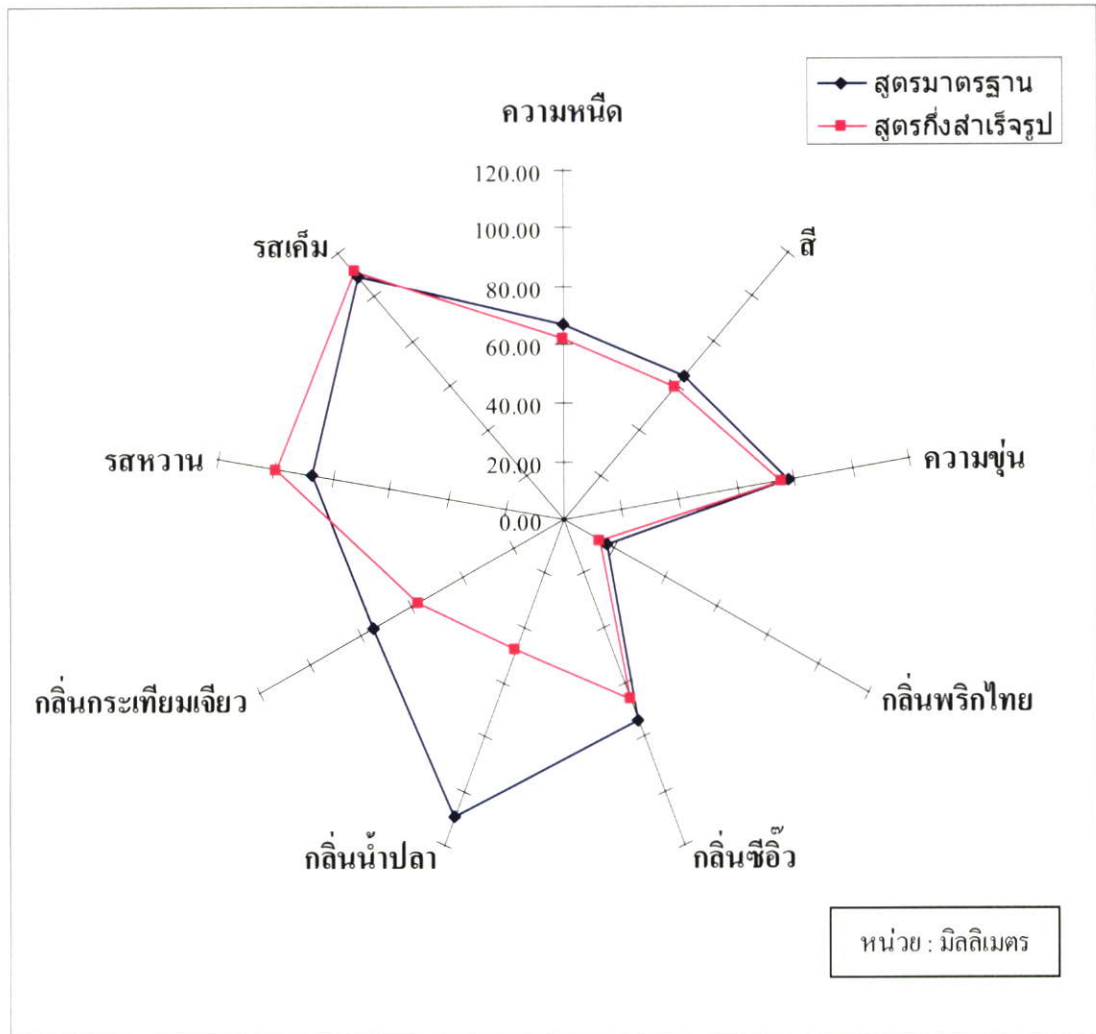 สูตรมาตรฐาน
สูตรกึ่งสำเร็จรูป
ความหนืด
120.00
100.00
80.00
60.00
40.00
20.00
0.00
สี
ความขุ่น
กลิ่นพริกไทย
กลิ่นซีอิ๊ว
กลิ่นน้ำปลา
กลิ่นกระเทียมเจียว
รสหวาน
รสเค็ม
หน่วย : มิลลิเมตร